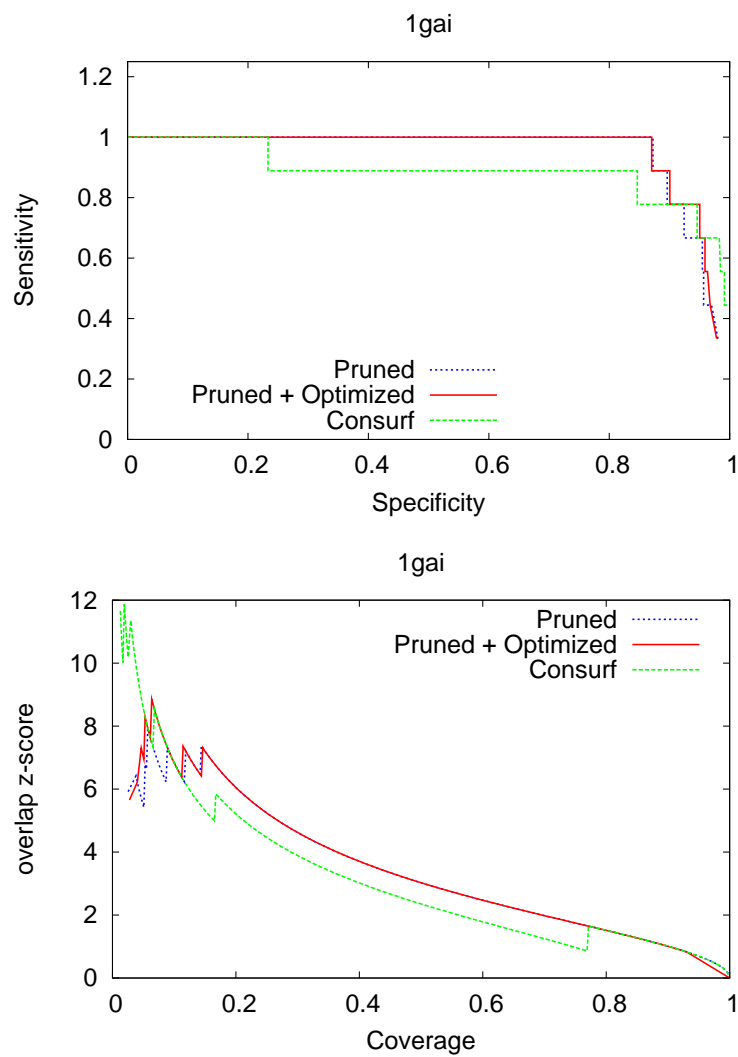 1gai
1.2
1
0.8
0.6
0.4
0.2
0
Sensitivity
Pruned
Pruned + Optimized
Consurf
0 0.2 0.4 0.6 0.8 1
Specificity
1gai
12
10
8
6
4
2
0
overlap z-score
Pruned
Pruned + Optimized
Consurf
0 0.2 0.4 0.6 0.8 1
Coverage